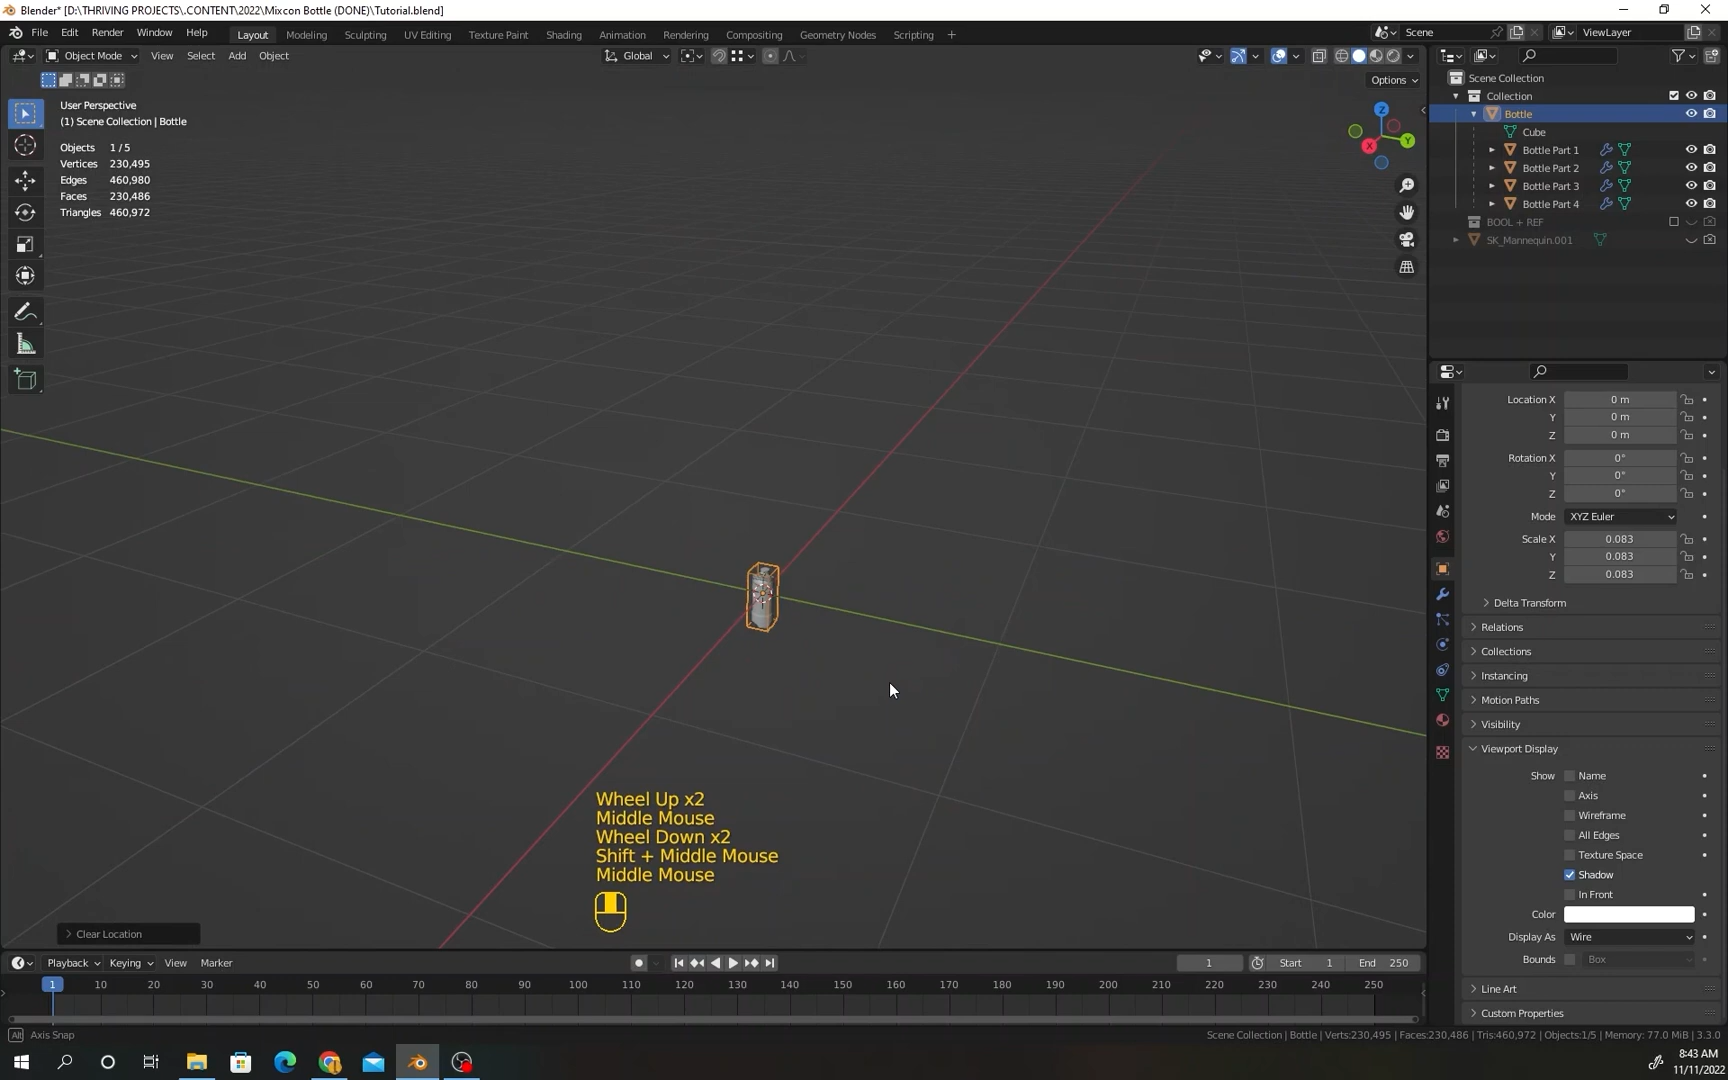 Blender* [D:\THRIVING PROJECTS\.CONTENT\2022\Mixcon Bottle (DONE)\Tutorial.blend]
File Edit Render Window Help Layout Modeling Sculpting UV Editing Texture Paint Shading Animation Rendering Compositing Geometry Nodes Scripting + Scene ViewLayer
Object Mode View Select Add Object Global
Options
User Perspective
(1) Scene Collection | Bottle
Objects 1/5
Vertices 230,495
Edges 460,980
Faces 230,486
Triangles 460,972
Z
Y
X
Scene Collection
Collection
Bottle
Cube
Bottle Part 1
Bottle Part 2
Bottle Part 3
Bottle Part 4
BOOL + REF
SK_Mannequin.001
Location X 0 m
Y 0 m
Z 0 m
Rotation X 0°
Y 0°
Z 0°
Mode XYZ Euler
Scale X 0.083
Y 0.083
Z 0.083
Delta Transform
Relations
Collections
Instancing
Motion Paths
Visibility
Viewport Display
Show Name
Axis
Wireframe
All Edges
Texture Space
Shadow
In Front
Color
Display As Wire
Bounds Box
Line Art
Custom Properties
Wheel Up x2
Middle Mouse
Wheel Down x2
Shift + Middle Mouse
Middle Mouse
Clear Location
Playback Keying View Marker 1 Start 1 End 250
1 10 20 30 40 50 60 70 80 90 100 110 120 130 140 150 160 170 180 190 200 210 220 230 240 250
Alt Axis Snap
Scene Collection | Bottle | Verts:230,495 | Faces:230,486 | Tris:460,972 | Objects:1/5 | Memory: 77.0 MiB | 3.3.0
8:43 AM
11/11/2022